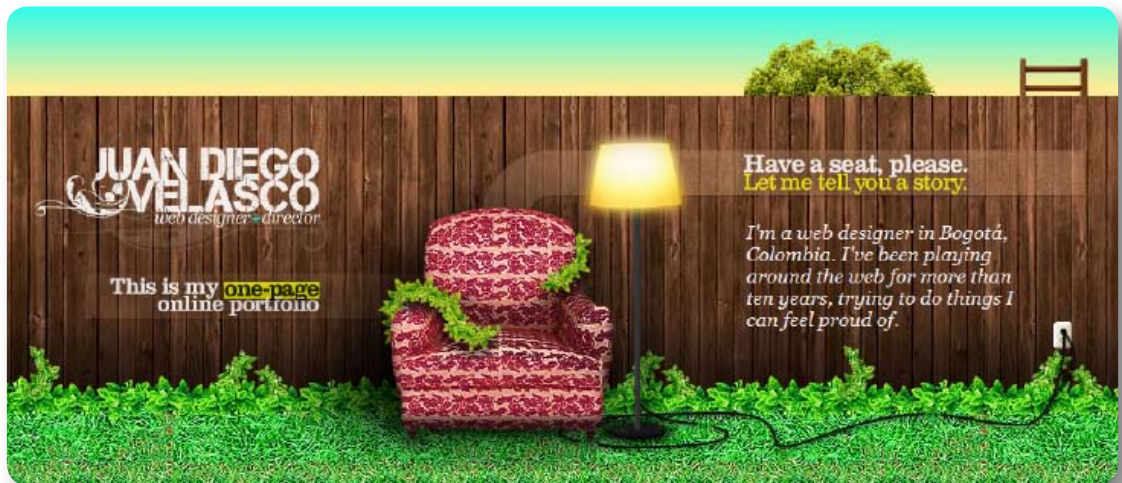 JUAN DIEGO
VELASCO
web designer+director
This is my one-page
online portfolio
Have a seat, please.
Let me tell you a story.
I'm a web designer in Bogotá,
Colombia. I've been playing
around the web for more than
ten years, trying to do things I
can feel proud of.